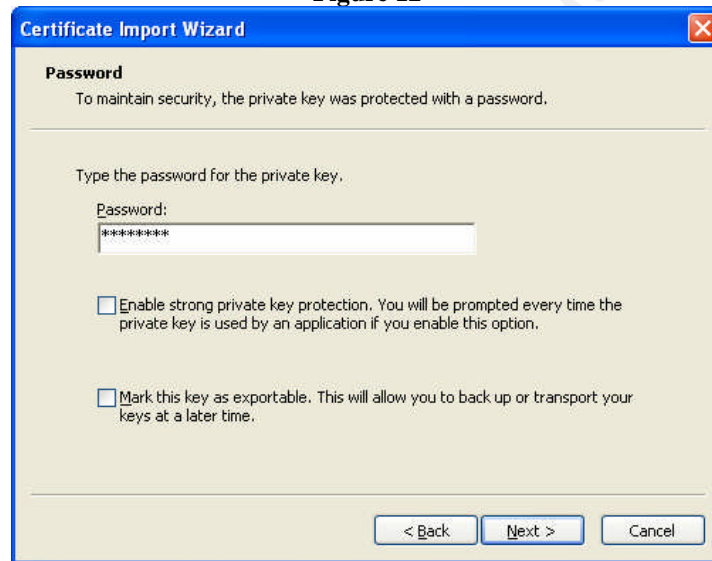 Certificate Import Wizard
Password
To maintain security, the private key was protected with a password.
Type the password for the private key.
Password:
********
Enable strong private key protection. You will be prompted every time the
private key is used by an application if you enable this option.
Mark this key as exportable. This will allow you to back up or transport your
keys at a later time.
< Back Next > Cancel